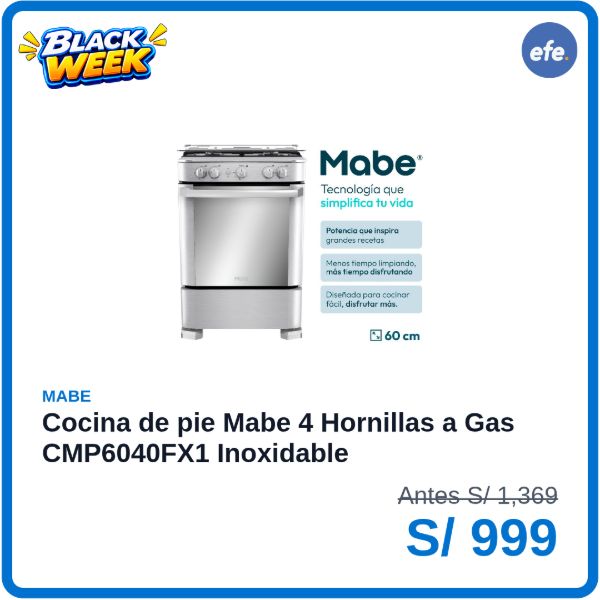 BLACK
WEEK
efe.
Mabe®
Tecnología que
simplifica tu vida
Potencia que inspira
grandes recetas
Menos tiempo limpiando,
más tiempo disfrutando
Diseñada para cocinar
fácil, disfrutar más.
60 cm
MABE
Cocina de pie Mabe 4 Hornillas a Gas
CMP6040FX1 Inoxidable
Antes S/ 1,369
S/ 999